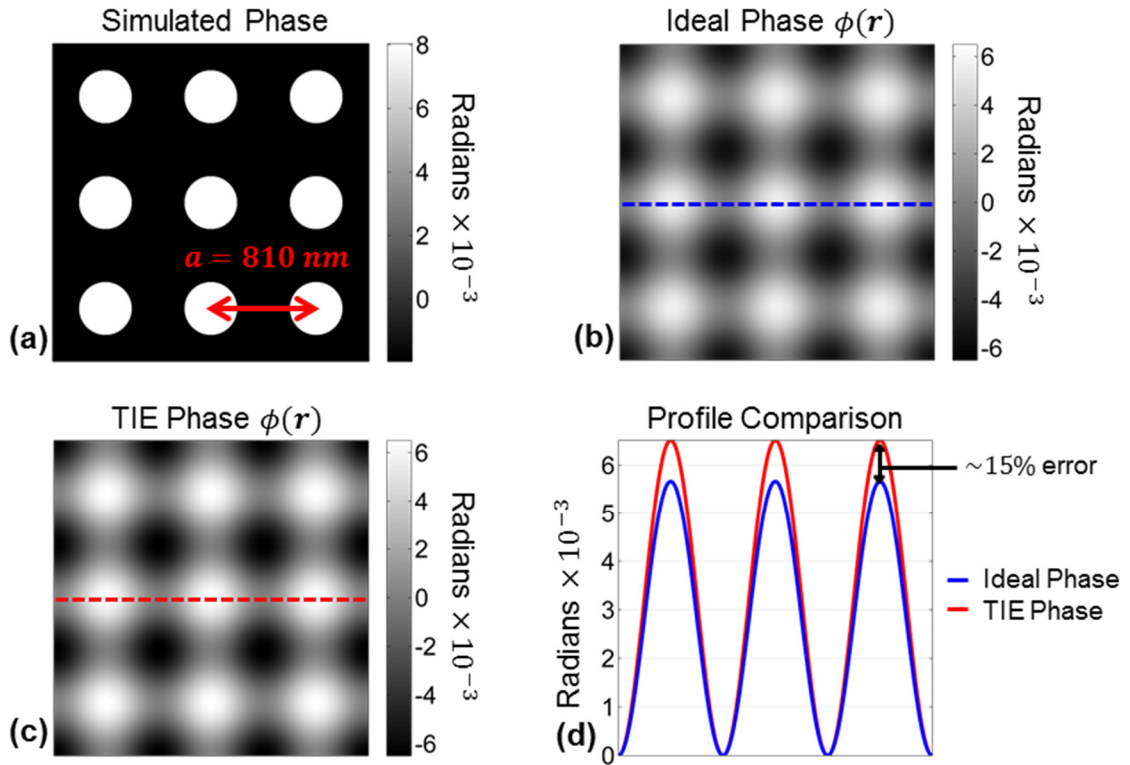 Simulated Phase
8
6
4
2
0
Radians × 10⁻³
a = 810 nm
(a)
Ideal Phase ϕ(r)
6
4
2
0
-2
-4
-6
Radians × 10⁻³
(b)
TIE Phase ϕ(r)
6
4
2
0
-2
-4
-6
Radians × 10⁻³
(c)
Profile Comparison
6
5
4
3
2
1
0
Radians × 10⁻³
~15% error
Ideal Phase
TIE Phase
(d)